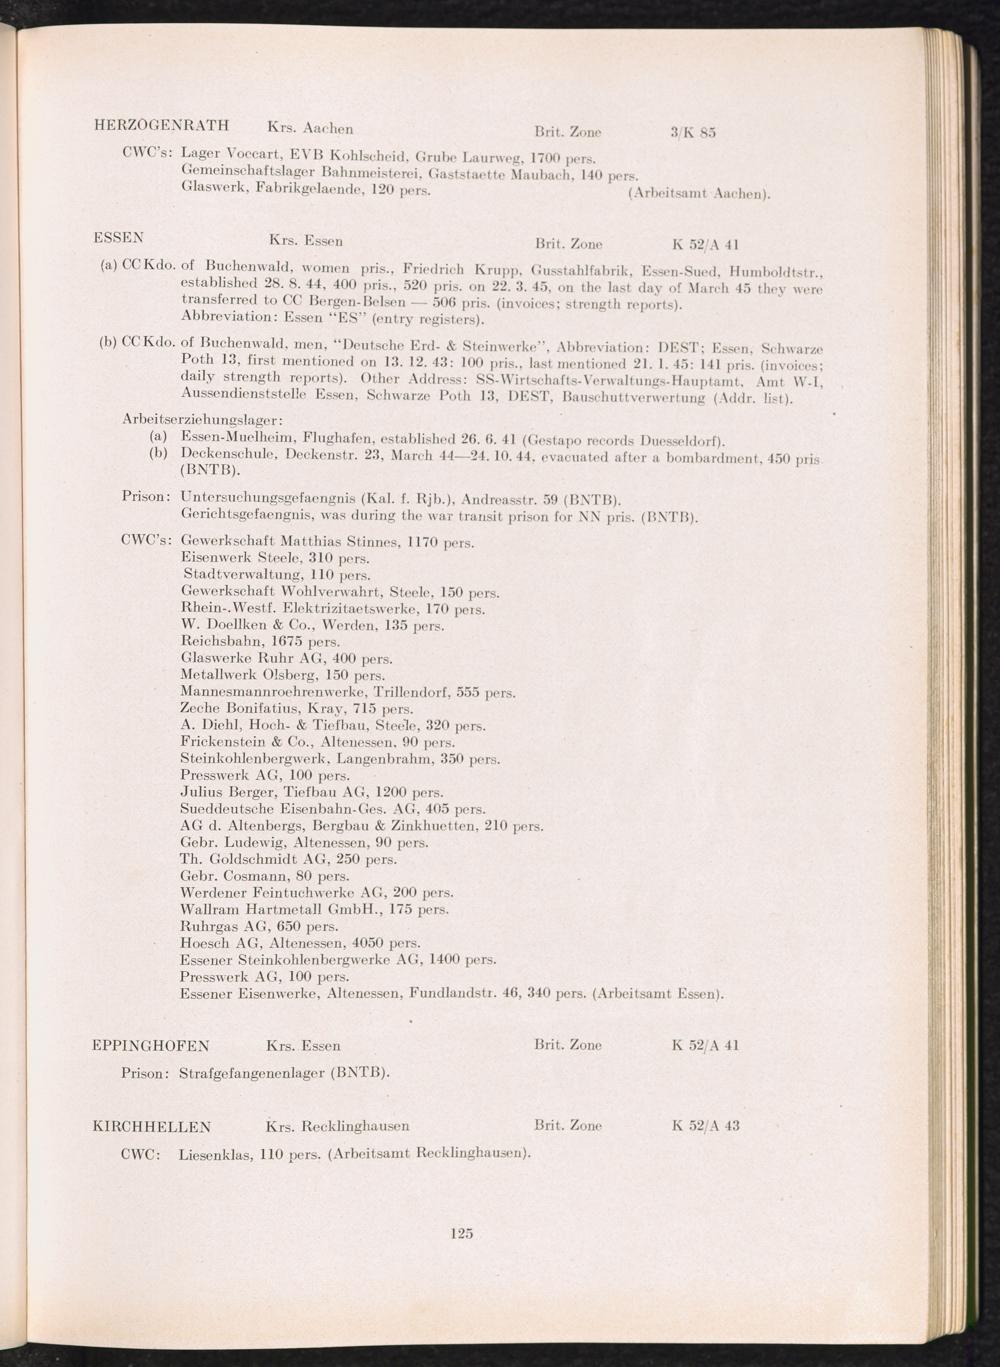 HERZOGENRATH Krs. Aachen Brit. Zone 3/K 85
CWC's: Lager Voccart, EVB Kohlscheid, Grube Laurweg, 1700 pers.
Gemeinschaftslager Bahnmeisterei, Gaststaette Maubach, 140 pers.
Glaswerk, Fabrikgelaende, 120 pers. (Arbeitsamt Aachen).
ESSEN Krs. Essen Brit. Zone K 52/A 41
(a) CC Kdo. of Buchenwald, women pris., Friedrich Krupp, Gusstahlfabrik, Essen-Sued, Humboldtstr.,
established 28. 8. 44, 400 pris., 520 pris. on 22. 3. 45, on the last day of March 45 they were
transferred to CC Bergen-Belsen — 506 pris. (invoices; strength reports).
Abbreviation: Essen "ES" (entry registers).
(b) CC Kdo. of Buchenwald, men, "Deutsche Erd- & Steinwerke", Abbreviation: DEST; Essen, Schwarze
Poth 13, first mentioned on 13. 12. 43: 100 pris., last mentioned 21. 1. 45: 141 pris. (invoices;
daily strength reports). Other Address: SS-Wirtschafts-Verwaltungs-Hauptamt, Amt W-I,
Aussendienststelle Essen, Schwarze Poth 13, DEST, Bauschuttverwertung (Addr. list).
Arbeitserziehungslager:
(a) Essen-Muelheim, Flughafen, established 26. 6. 41 (Gestapo records Duesseldorf).
(b) Deckenschule, Deckenstr. 23, March 44—24. 10. 44, evacuated after a bombardment, 450 pris.
(BNTB).
Prison: Untersuchungsgefaengnis (Kal. f. Rjb.), Andreasstr. 59 (BNTB).
Gerichtsgefaengnis, was during the war transit prison for NN pris. (BNTB).
CWC's: Gewerkschaft Matthias Stinnes, 1170 pers.
Eisenwerk Steele, 310 pers.
Stadtverwaltung, 110 pers.
Gewerkschaft Wohlverwahrt, Steele, 150 pers.
Rhein-.Westf. Elektrizitaetswerke, 170 pers.
W. Doellken & Co., Werden, 135 pers.
Reichsbahn, 1675 pers.
Glaswerke Ruhr AG, 400 pers.
Metallwerk Olsberg, 150 pers.
Mannesmannroehrenwerke, Trillendorf, 555 pers.
Zeche Bonifatius, Kray, 715 pers.
A. Diehl, Hoch- & Tiefbau, Steele, 320 pers.
Frickenstein & Co., Altenessen, 90 pers.
Steinkohlenbergwerk, Langenbrahm, 350 pers.
Presswerk AG, 100 pers.
Julius Berger, Tiefbau AG, 1200 pers.
Sueddeutsche Eisenbahn-Ges. AG, 405 pers.
AG d. Altenbergs, Bergbau & Zinkhuetten, 210 pers.
Gebr. Ludewig, Altenessen, 90 pers.
Th. Goldschmidt AG, 250 pers.
Gebr. Cosmann, 80 pers.
Werdener Feintuchwerke AG, 200 pers.
Wallram Hartmetall GmbH., 175 pers.
Ruhrgas AG, 650 pers.
Hoesch AG, Altenessen, 4050 pers.
Essener Steinkohlenbergwerke AG, 1400 pers.
Presswerk AG, 100 pers.
Essener Eisenwerke, Altenessen, Fundlandstr. 46, 340 pers. (Arbeitsamt Essen).
EPPINGHOFEN Krs. Essen Brit. Zone K 52/A 41
Prison: Strafgefangenenlager (BNTB).
KIRCHHELLEN Krs. Recklinghausen Brit. Zone K 52/A 43
CWC: Liesenklas, 110 pers. (Arbeitsamt Recklinghausen).
125